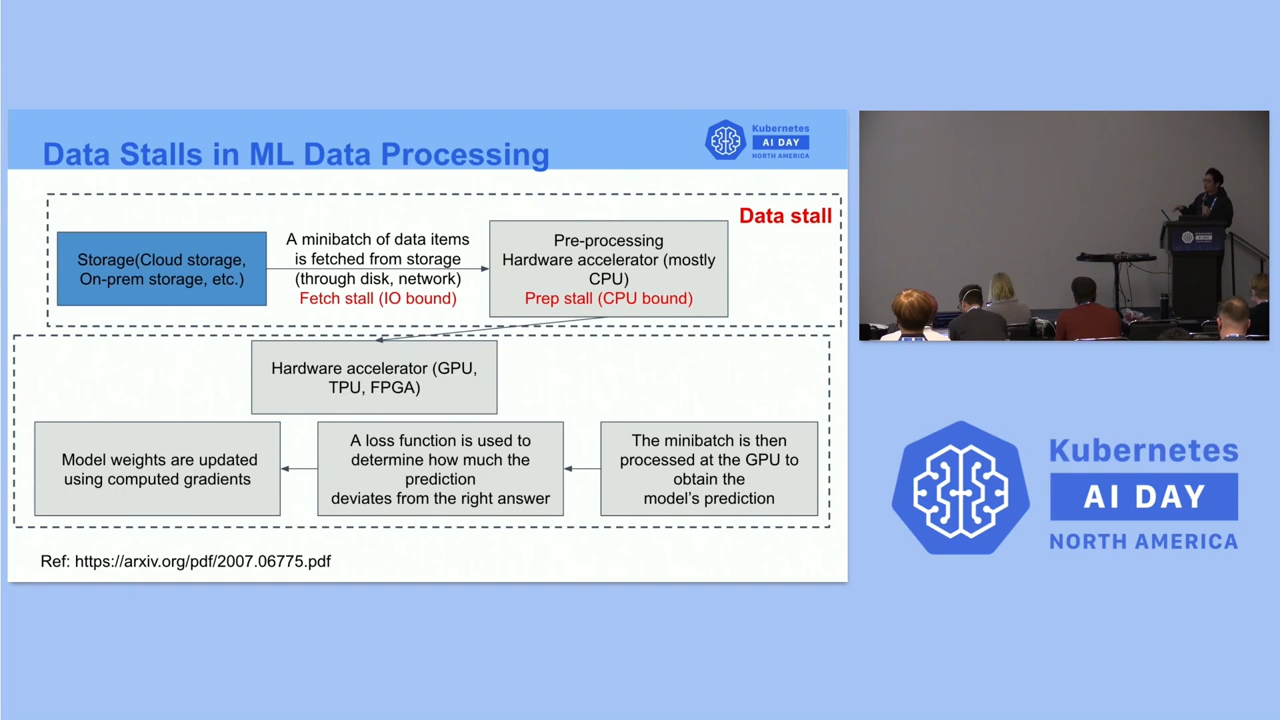 Data Stalls in ML Data Processing
Kubernetes
AI DAY
NORTH AMERICA
Data stall
Storage(Cloud storage,
On-prem storage, etc.)
A minibatch of data items
is fetched from storage
(through disk, network)
Fetch stall (IO bound)
Pre-processing
Hardware accelerator (mostly
CPU)
Prep stall (CPU bound)
Hardware accelerator (GPU,
TPU, FPGA)
Model weights are updated
using computed gradients
A loss function is used to
determine how much the
prediction
deviates from the right answer
The minibatch is then
processed at the GPU to
obtain the
model's prediction
Ref: https://arxiv.org/pdf/2007.06775.pdf
Kubernetes
AI DAY
NORTH AMERICA